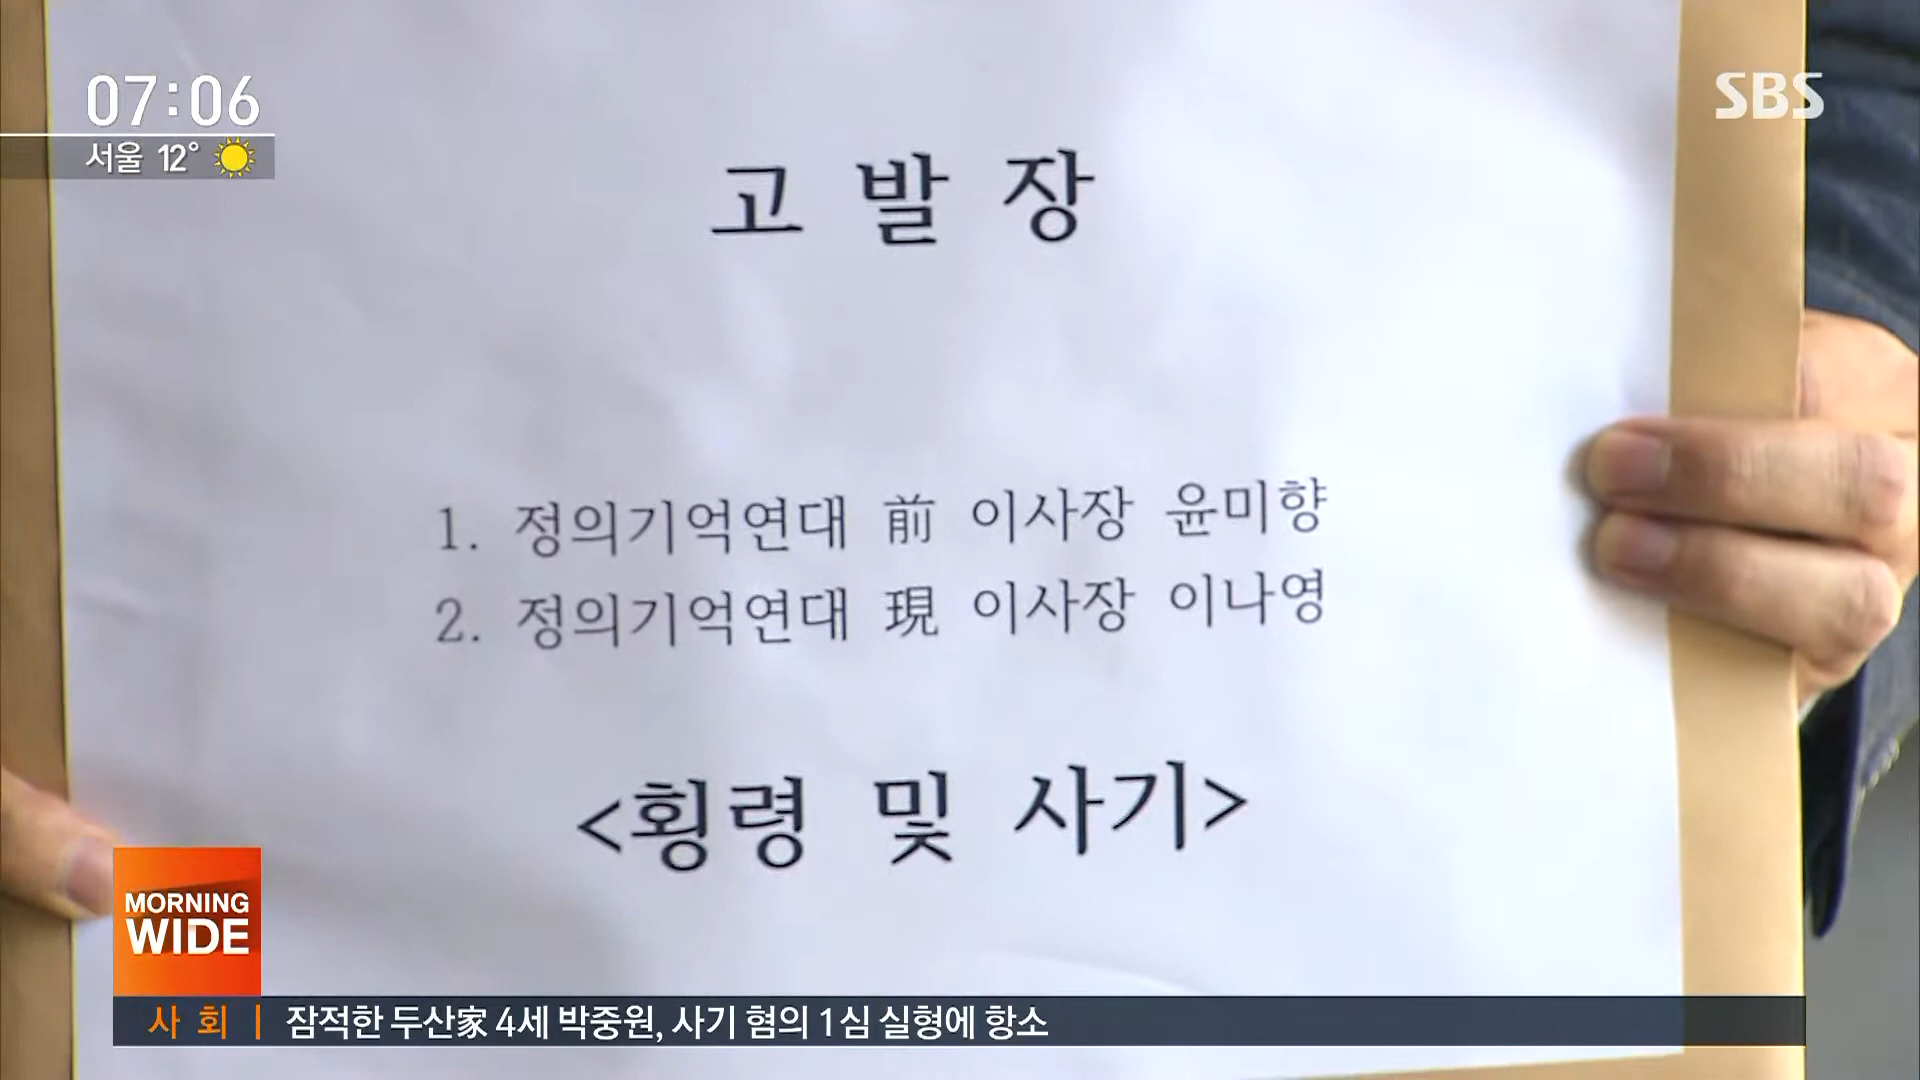 07:06
서울 12°
SBS
고 발 장
1. 정의기억연대 前 이사장 윤미향
2. 정의기억연대 現 이사장 이나영
<횡령 및 사기>
MORNING
WIDE
사 회 | 잠적한 두산家 4세 박중원, 사기 혐의 1심 실형에 항소